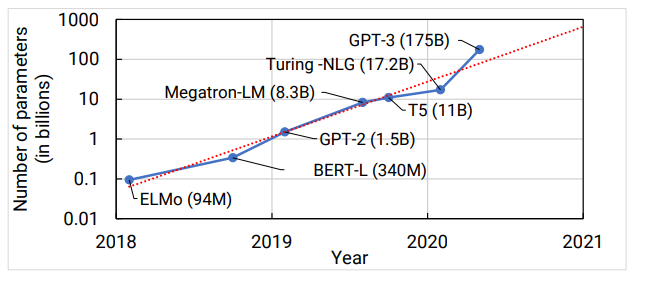 1000
GPT-3 (175B)
100
Turing -NLG (17.2B)
Megatron-LM (8.3B)
10
T5 (11B)
1
GPT-2 (1.5B)
BERT-L (340M)
0.1
ELMo (94M)
0.01
2018 2019 2020 2021
Year
Number of parameters
(in billions)